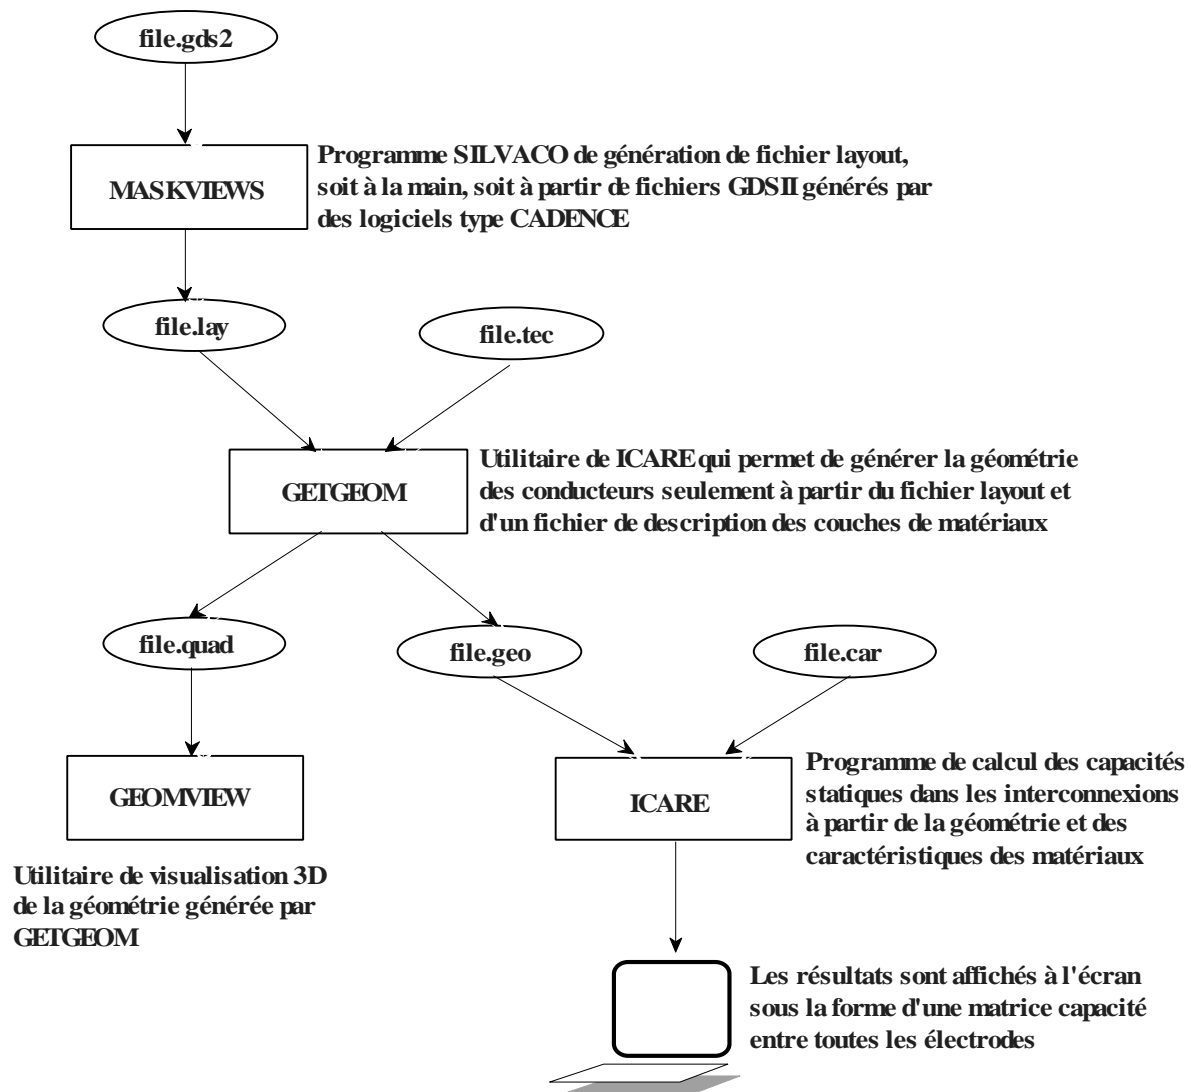 file.gds2
MASKVIEWS
Programme SILVACO de génération de fichier layout,
soit à la main, soit à partir de fichiers GDSII générés par
des logiciels type CADENCE
file.lay
file.tec
GETGEOM
Utilitaire de ICARE qui permet de générer la géométrie
des conducteurs seulement à partir du fichier layout et
d'un fichier de description des couches de matériaux
file.quad
file.geo
file.car
GEOMVIEW
Utilitaire de visualisation 3D
de la géométrie générée par
GETGEOM
ICARE
Programme de calcul des capacités
statiques dans les interconnexions
à partir de la géométrie et des
caractéristiques des matériaux
Les résultats sont affichés à l'écran
sous la forme d'une matrice capacité
entre toutes les électrodes